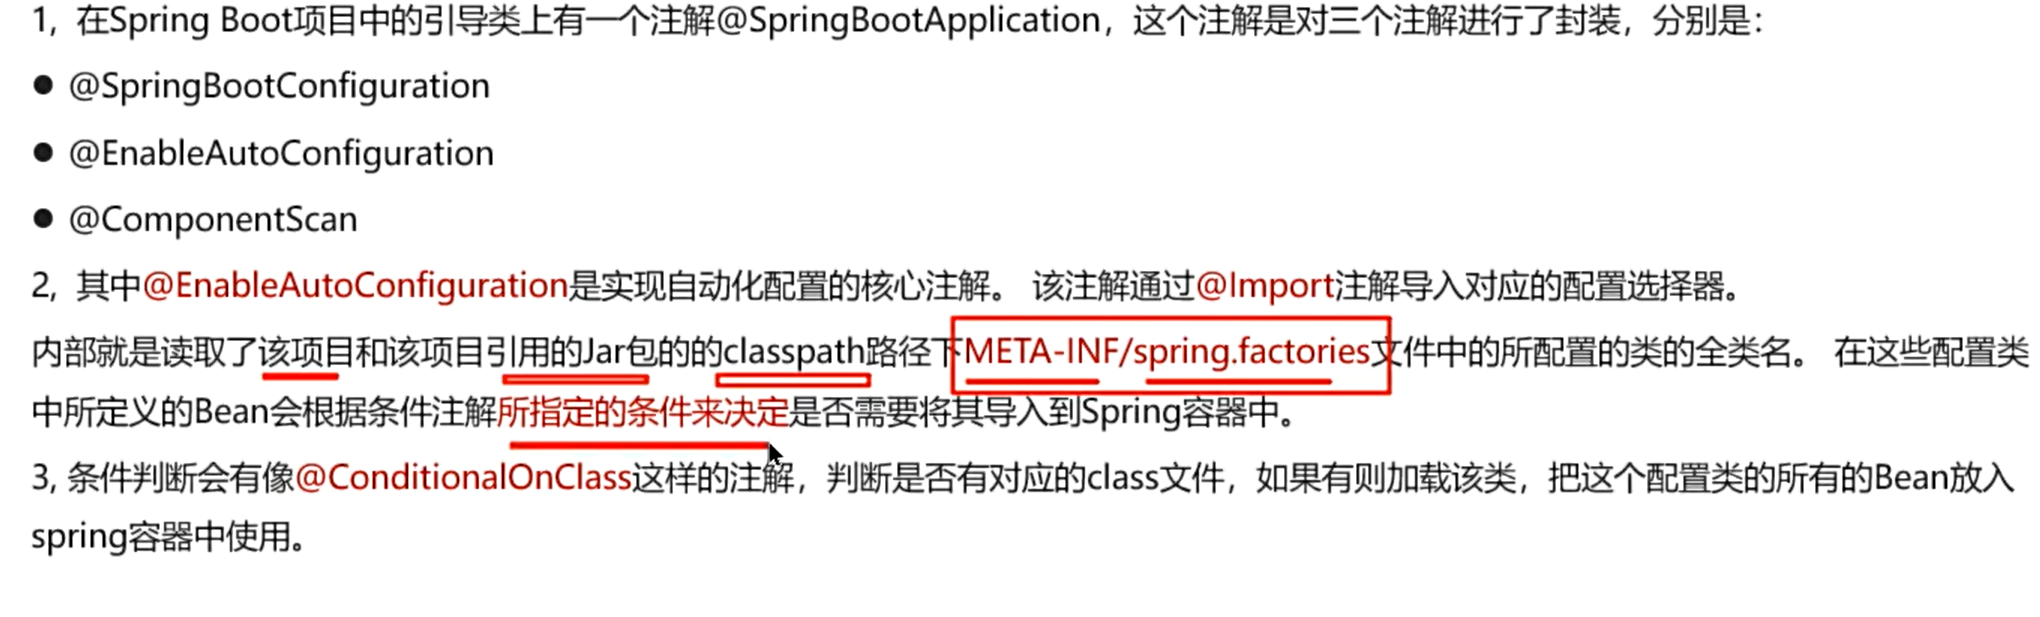 1, 在Spring Boot项目中的引导类上有一个注解@SpringBootApplication，这个注解是对三个注解进行了封装，分别是：
● @SpringBootConfiguration
● @EnableAutoConfiguration
● @ComponentScan
2, 其中@EnableAutoConfiguration是实现自动化配置的核心注解。 该注解通过@Import注解导入对应的配置选择器。
内部就是读取了该项目和该项目引用的Jar包的的classpath路径下META-INF/spring.factories文件中的所配置的类的全类名。 在这些配置类
中所定义的Bean会根据条件注解所指定的条件来决定是否需要将其导入到Spring容器中。
3, 条件判断会有像@ConditionalOnClass这样的注解，判断是否有对应的class文件，如果有则加载该类，把这个配置类的所有的Bean放入
spring容器中使用。